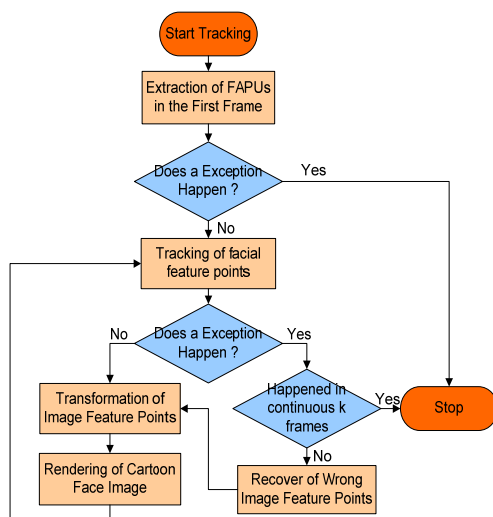 Start Tracking
Extraction of FAPUs
in the First Frame
Does a Exception
Happen ?
Yes
No
Tracking of facial
feature points
Does a Exception
Happen ?
No
Yes
Transformation of
Image Feature Points
Happened in
continuous k
frames
Yes
Stop
No
Rendering of Cartoon
Face Image
Recover of Wrong
Image Feature Points